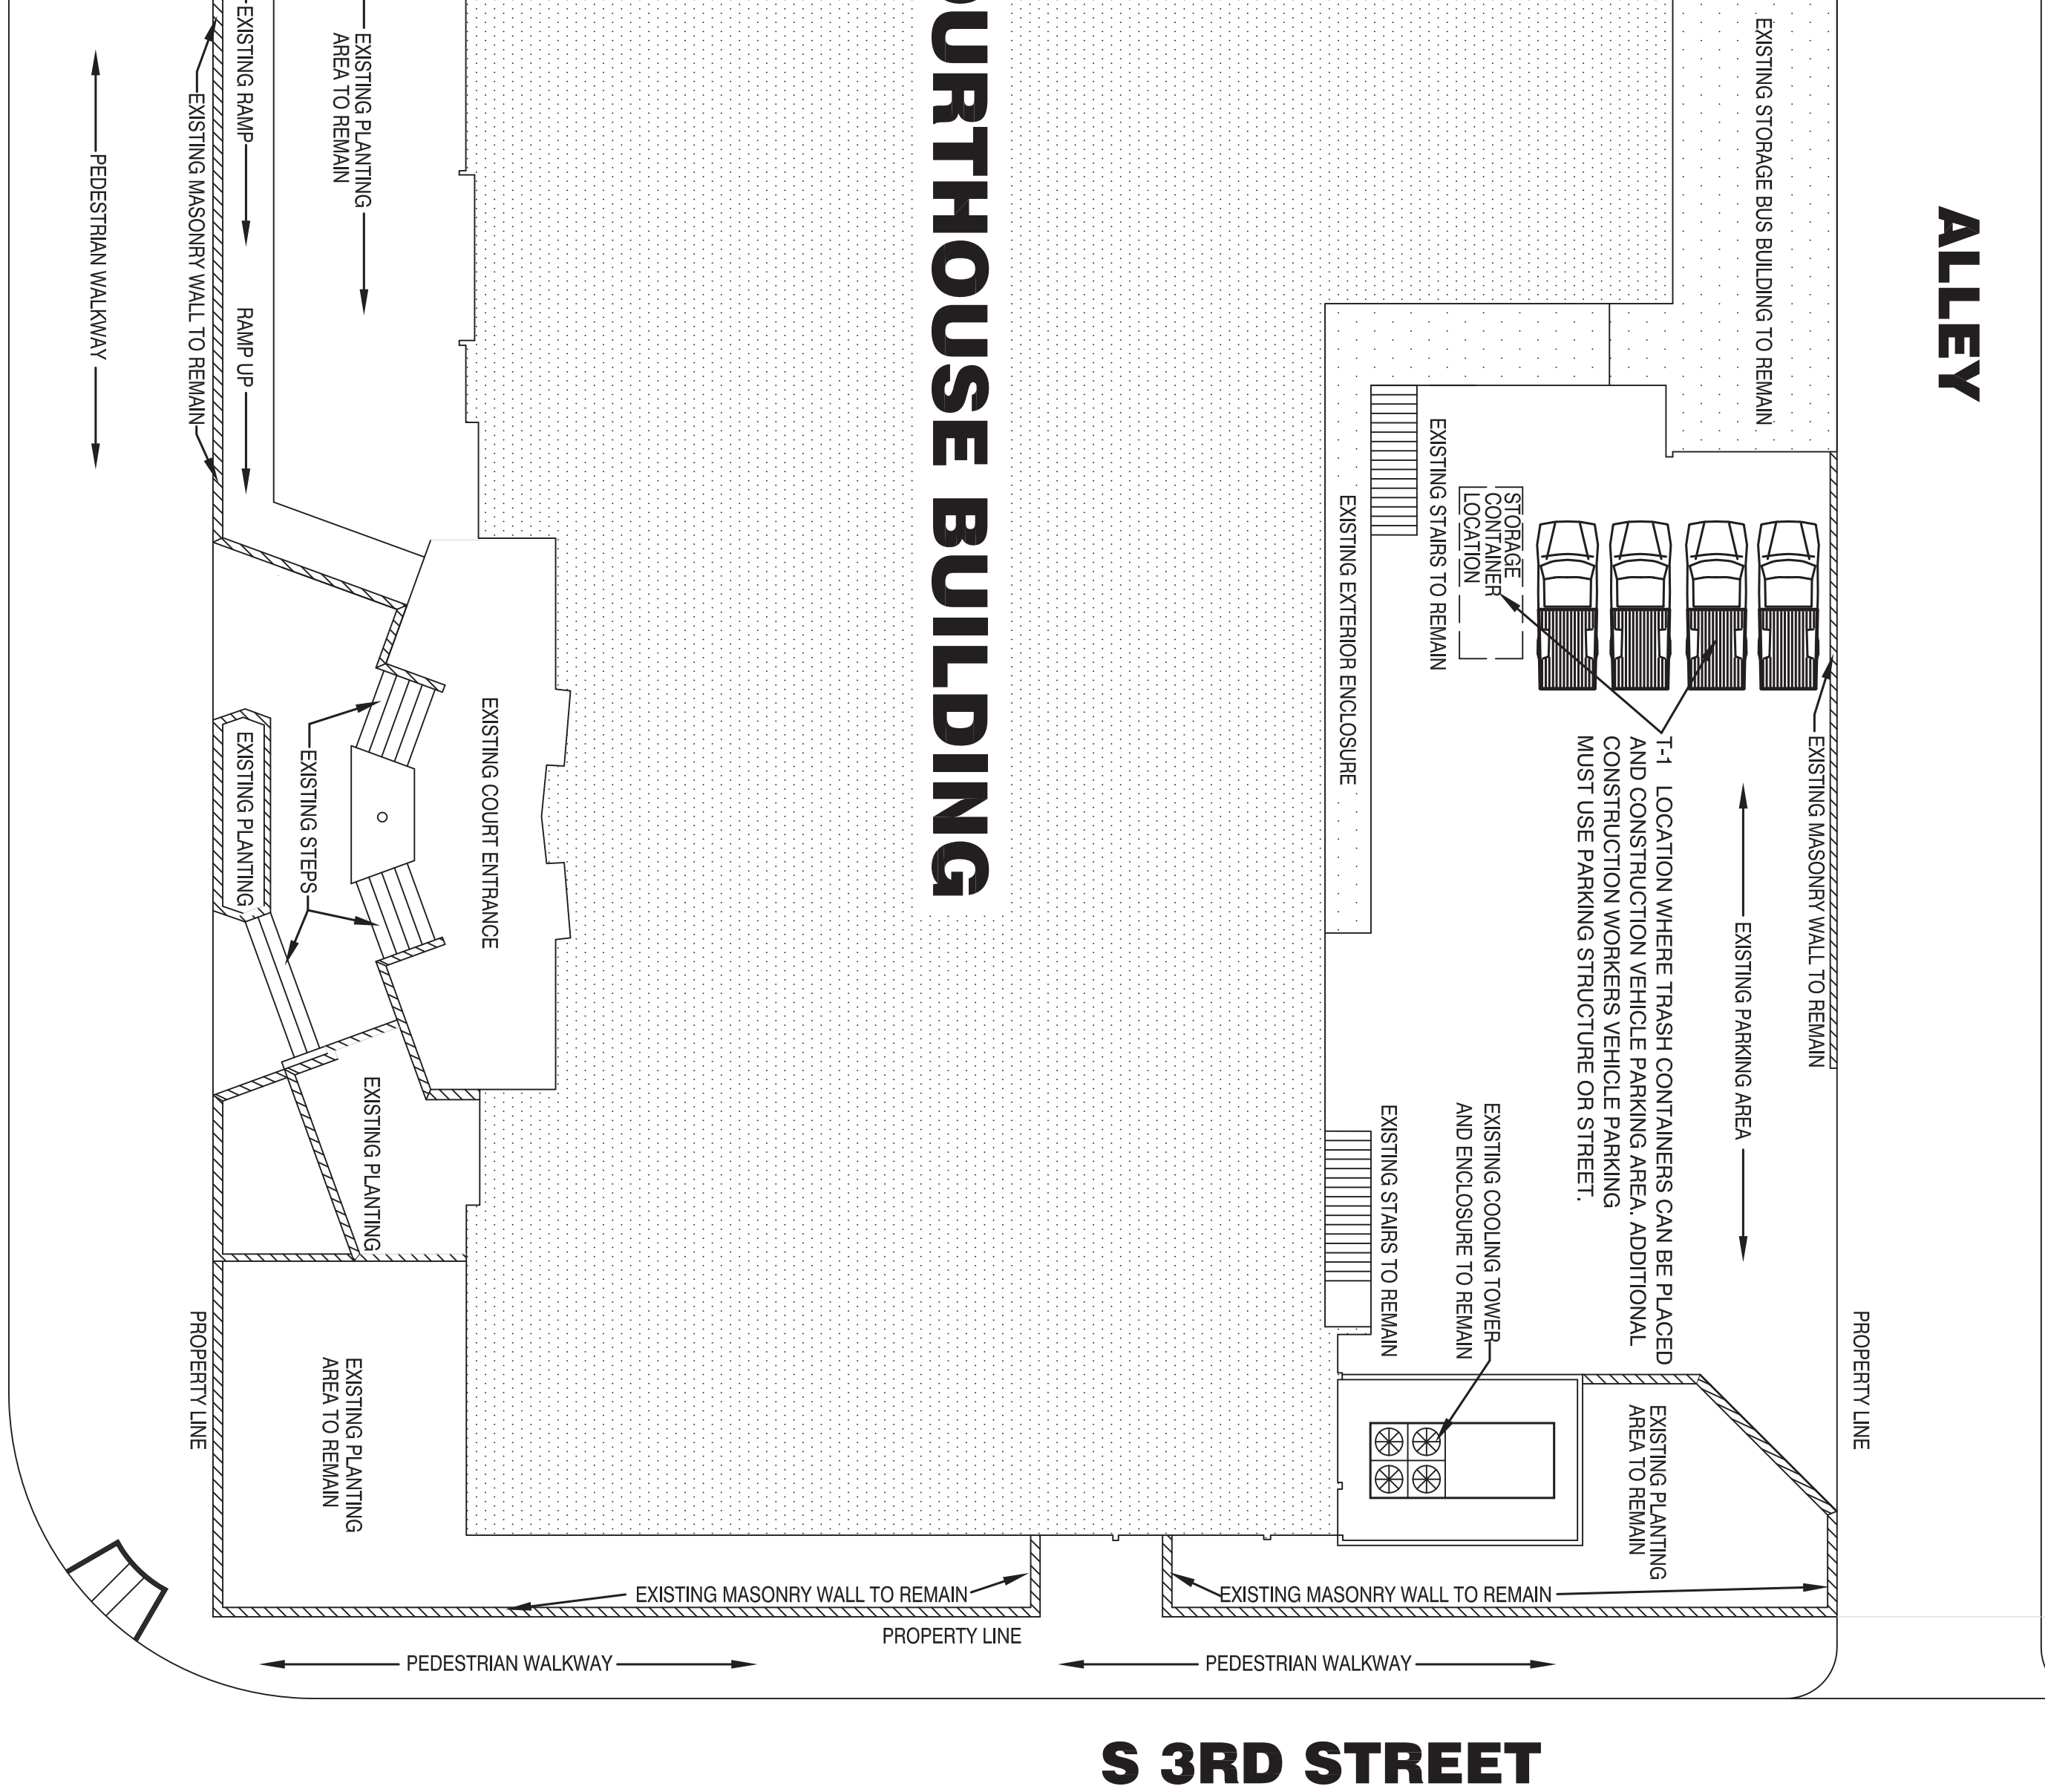 EXISTING RAMP
EXISTING PLANTING
AREA TO REMAIN
PEDESTRIAN WALKWAY
EXISTING MASONRY WALL TO REMAIN
RAMP UP
OURTHOUSE BUILDING
EXISTING STORAGE BUS BUILDING TO REMAIN
ALLEY
EXISTING STAIRS TO REMAIN
STORAGE
CONTAINER
LOCATION
EXISTING EXTERIOR ENCLOSURE
EXISTING COURT ENTRANCE
EXISTING STEPS
EXISTING PLANTING
T-1 LOCATION WHERE TRASH CONTAINERS CAN BE PLACED
AND CONSTRUCTION VEHICLE PARKING AREA. ADDITIONAL
CONSTRUCTION WORKERS VEHICLE PARKING
MUST USE PARKING STRUCTURE OR STREET.
EXISTING PARKING AREA
EXISTING MASONRY WALL TO REMAIN
EXISTING PLANTING
EXISTING STAIRS TO REMAIN
EXISTING COOLING TOWER
AND ENCLOSURE TO REMAIN
PROPERTY LINE
PROPERTY LINE
EXISTING PLANTING
AREA TO REMAIN
EXISTING PLANTING
AREA TO REMAIN
EXISTING MASONRY WALL TO REMAIN
EXISTING MASONRY WALL TO REMAIN
PROPERTY LINE
PEDESTRIAN WALKWAY
PEDESTRIAN WALKWAY
S 3RD STREET